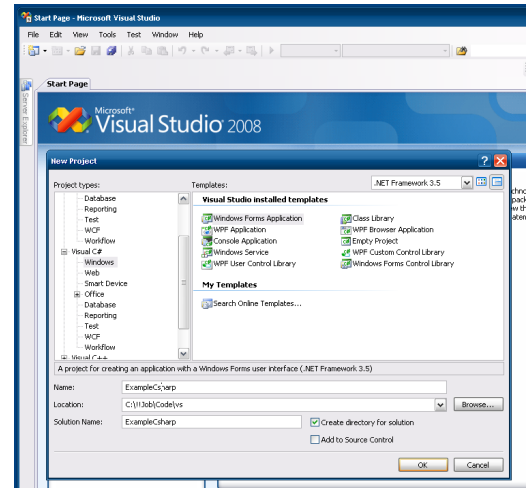 Start Page - Microsoft Visual Studio
File Edit View Tools Test Window Help
Start Page
Server Explorer
Microsoft®
Visual Studio 2008
New Project
Project types: Templates: .NET Framework 3.5
Database
Reporting
Test
WCF
Workflow
Visual C#
Windows
Web
Smart Device
Office
Database
Reporting
Test
WCF
Workflow
Visual C++
Visual Studio installed templates
Windows Forms Application Class Library
WPF Application WPF Browser Application
Console Application Empty Project
Windows Service WPF Custom Control Library
WPF User Control Library Windows Forms Control Library
My Templates
Search Online Templates...
A project for creating an application with a Windows Forms user interface (.NET Framework 3.5)
Name: ExampleCsharp
Location: C:\!!Job\Code\vs Browse...
Solution Name: ExampleCsharp Create directory for solution
Add to Source Control
OK Cancel